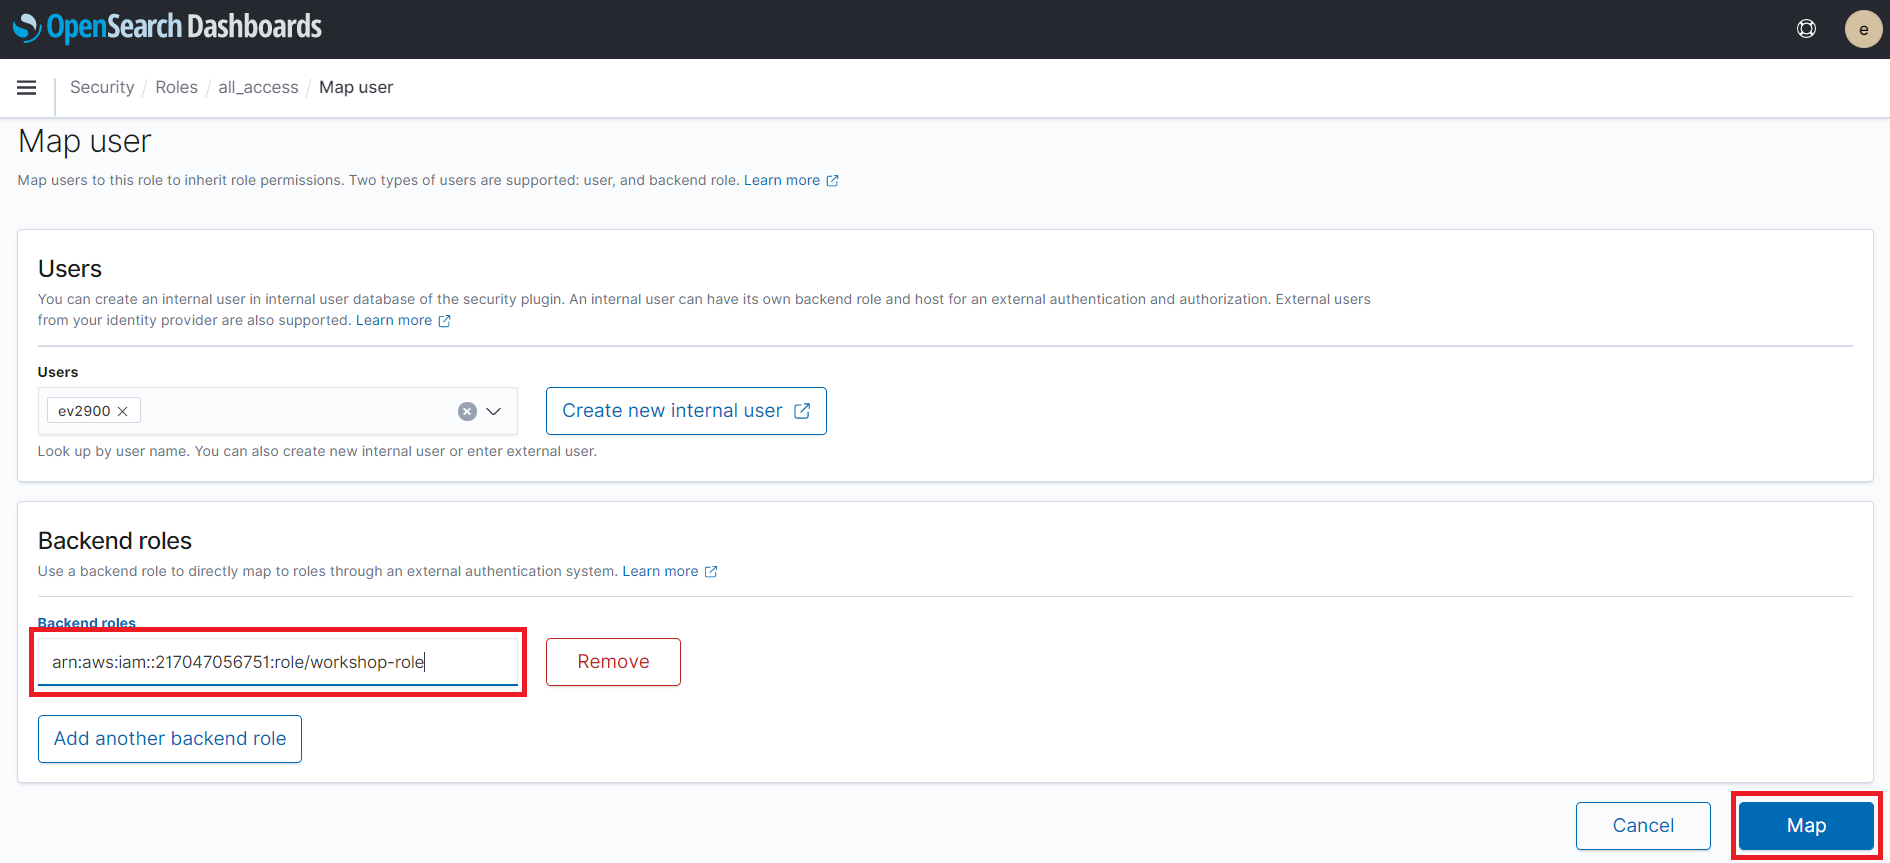 OpenSearch Dashboards
e
Security / Roles / all_access / Map user
Map user
Map users to this role to inherit role permissions. Two types of users are supported: user, and backend role. Learn more
Users
You can create an internal user in internal user database of the security plugin. An internal user can have its own backend role and host for an external authentication and authorization. External users
from your identity provider are also supported. Learn more
Users
ev2900
Create new internal user
Look up by user name. You can also create new internal user or enter external user.
Backend roles
Use a backend role to directly map to roles through an external authentication system. Learn more
Backend roles
arn:aws:iam::217047056751:role/workshop-role
Remove
Add another backend role
Cancel
Map